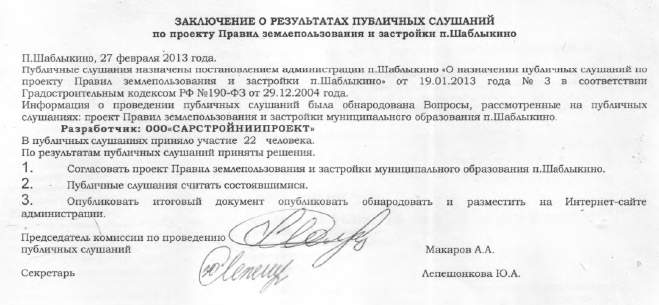 ЗАКЛЮЧЕНИЕ О РЕЗУЛЬТАТАХ ПУБЛИЧНЫХ СЛУШАНИЙ
по проекту Правил землепользования и застройки п.Шаблыкино
П.Шаблыкино, 27 февраля 2013 года.
Публичные слушания назначены постановлением администрации п.Шаблыкино «О назначении публичных слушаний по
проекту Правил землепользования и застройки п.Шаблыкино» от 19.01.2013 года № 3 в соответствии
Градостроительным кодексом РФ №190-ФЗ от 29.12.2004 года.
Информация о проведении публичных слушаний была обнародована Вопросы, рассмотренные на публичных
слушаниях: проект Правил землепользования и застройки муниципального образования п.Шаблыкино.
Разработчик: ООО«САРСТРОЙНИИПРОЕКТ»
В публичных слушаниях приняло участие 22 человека.
По результатам публичных слушаний приняты решения.
1. Согласовать проект Правил землепользования и застройки муниципального образования п.Шаблыкино.
2. Публичные слушания считать состоявшимися.
3. Опубликовать итоговый документ опубликовать обнародовать и разместить на Интернет-сайте
администрации.
Председатель комиссии по проведению
публичных слушаний Макаров А.А.
Секретарь Лепешонкова Ю.А.